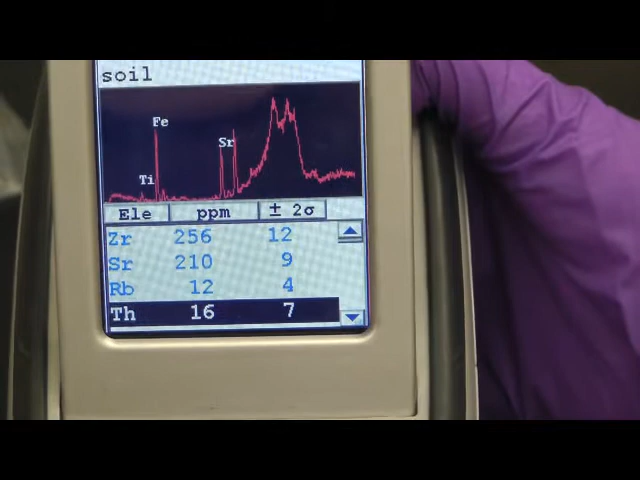 soil
Fe
Sr
Ti
Ele ppm ± 2σ
Zr 256 12
Sr 210 9
Rb 12 4
Th 16 7